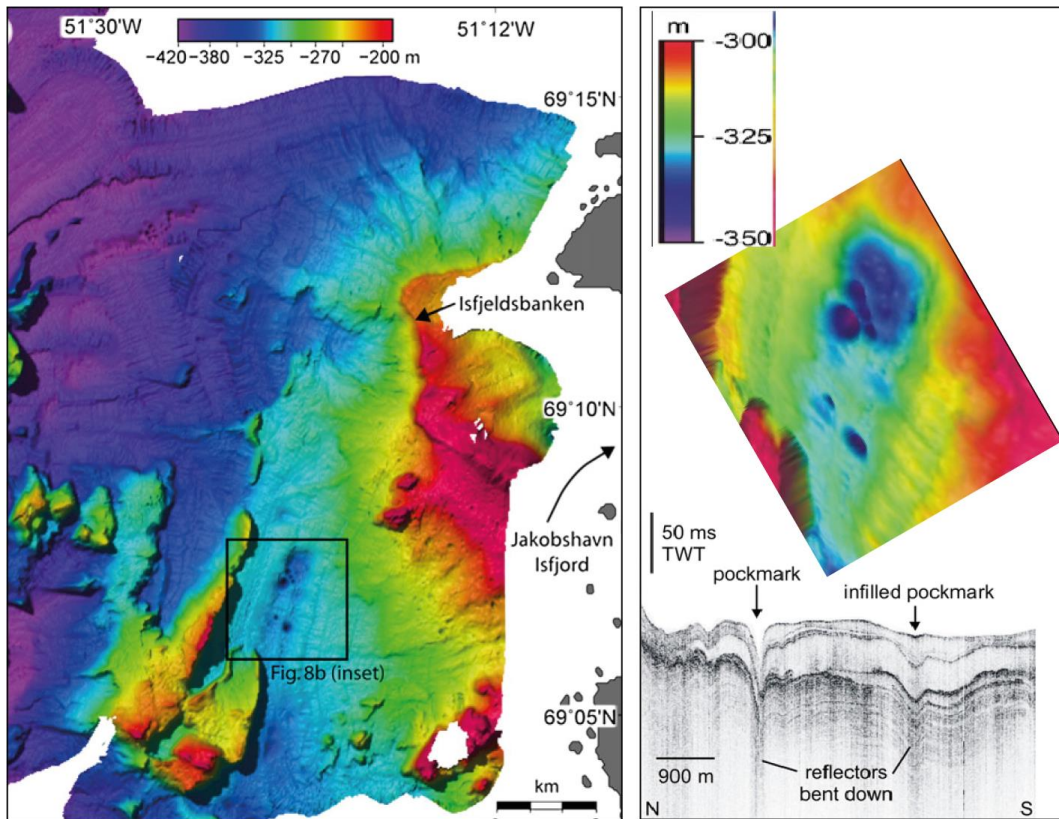 51°30'W
51°12'W
-420 -380 -325 -270 -200 m
69°15'N
Isfjeldsbanken
69°10'N
Jakobshavn
Isfjord
Fig. 8b (inset)
69°05'N
km
m
-300
-325
-350
50 ms
TWT
pockmark
infilled pockmark
900 m
reflectors
bent down
N
S